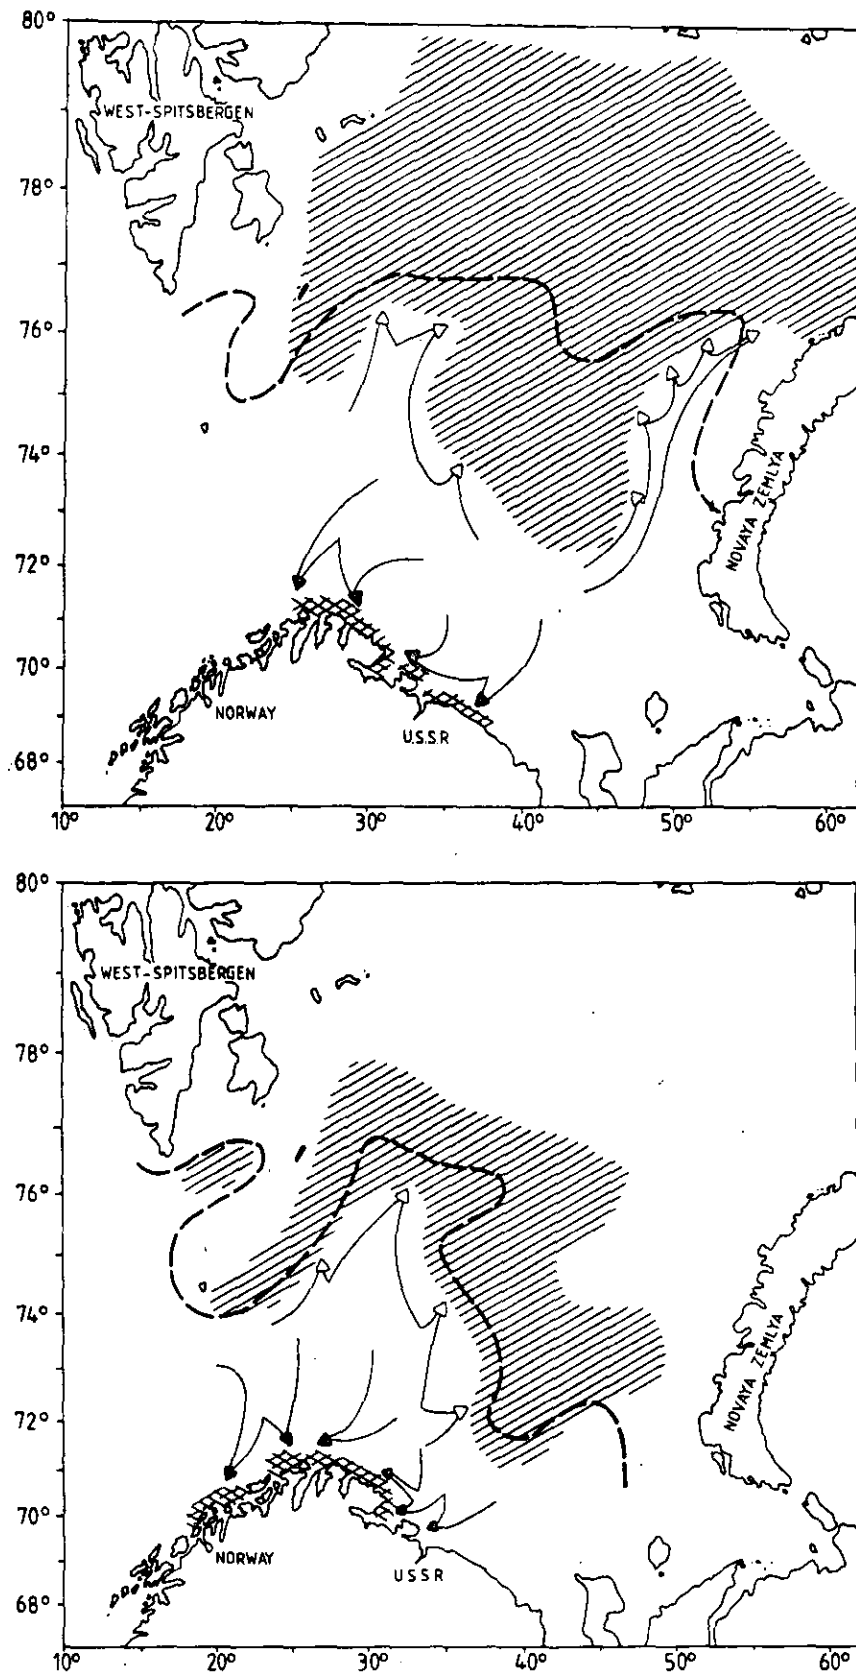 80°
WEST-SPITSBERGEN
78°
76°
74°
NOVAYA ZEMLYA
72°
70°
NORWAY
U.S.S.R
68°
10° 20° 30° 40° 50° 60°
80°
WEST-SPITSBERGEN
78°
76°
74°
NOVAYA ZEMLYA
72°
70°
NORWAY
USSR
68°
10° 20° 30° 40° 50° 60°